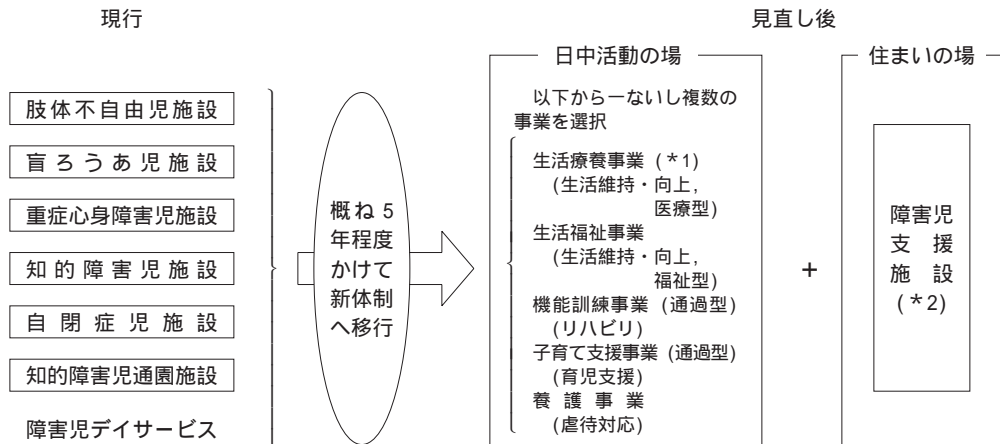 現行
見直し後
肢体不自由児施設
盲ろうあ児施設
重症心身障害児施設
知的障害児施設
自閉症児施設
知的障害児通園施設
障害児デイサービス
概ね5
年程度
かけて
新体制
へ移行
日中活動の場
以下から一ないし複数の
事業を選択
生活療養事業 (*1)
(生活維持・向上,
医療型)
生活福祉事業
(生活維持・向上,
福祉型)
機能訓練事業 (通過型)
(リハビリ)
子育て支援事業 (通過型)
(育児支援)
養護事業
(虐待対応)
+
住まいの場
障害児
支援
施設
(*2)